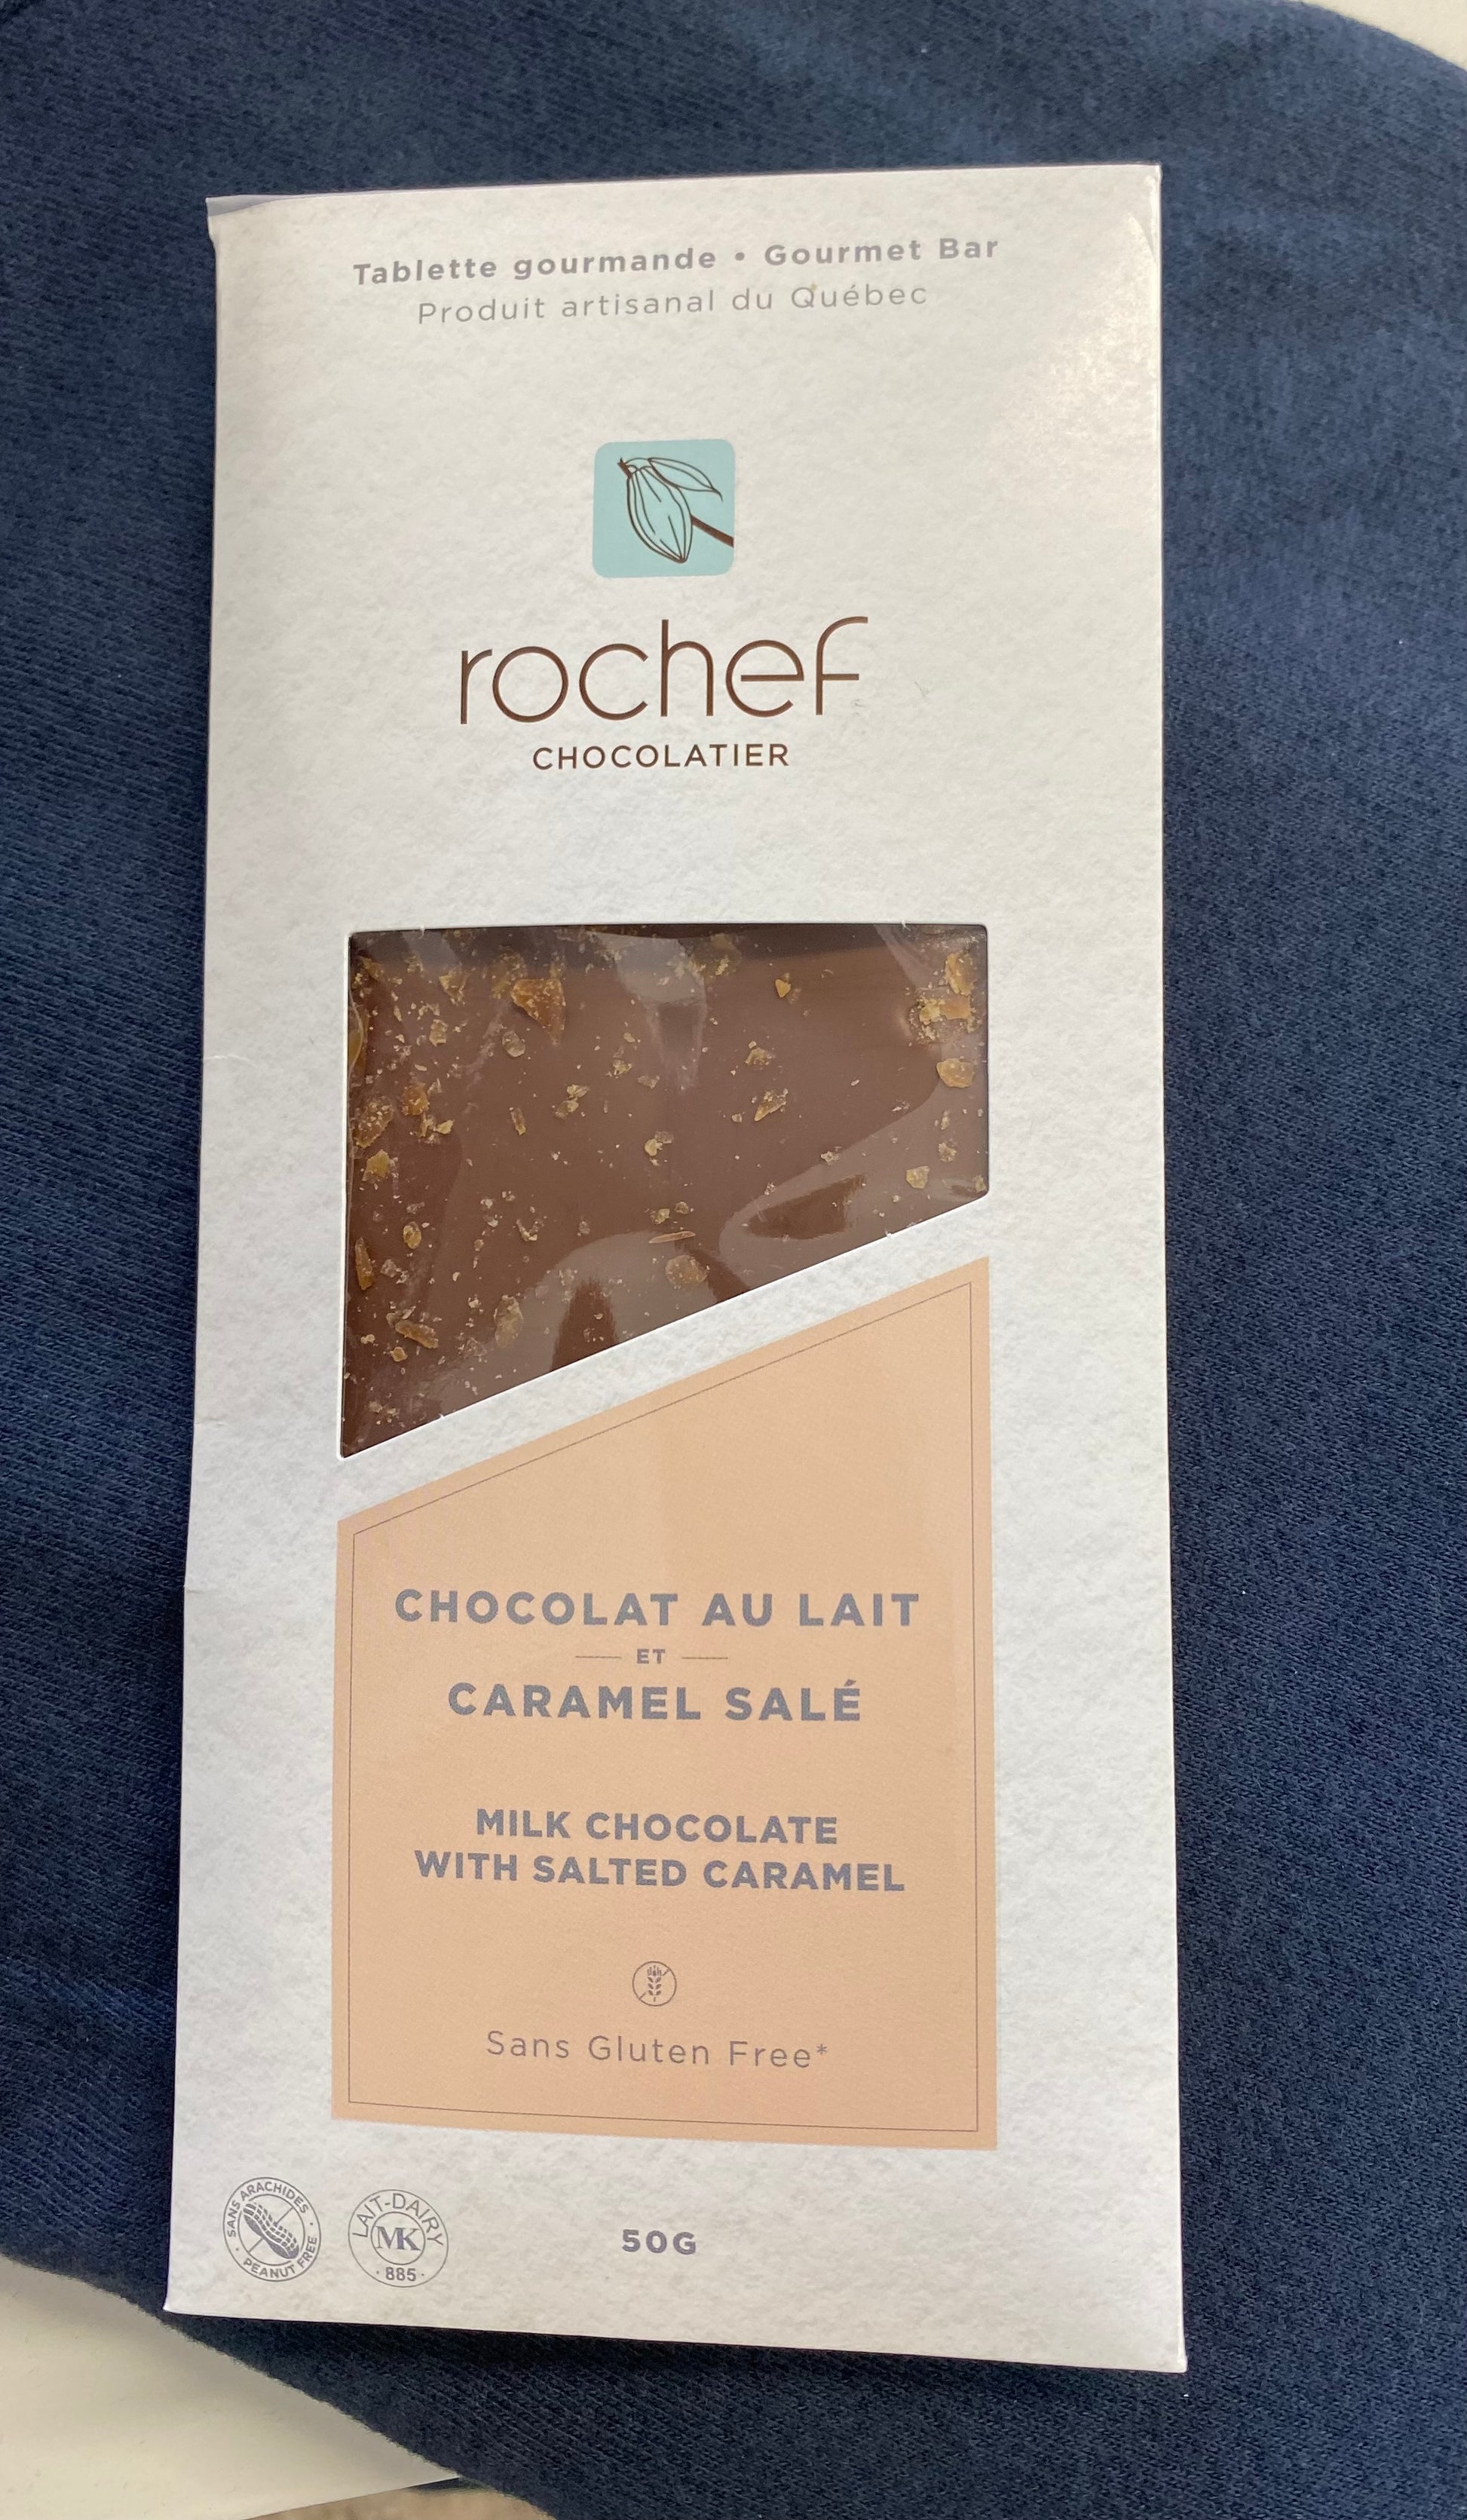 Tablette gourmande • Gourmet Bar
Produit artisanal du Québec
rochef
CHOCOLATIER
CHOCOLAT AU LAIT
ET
CARAMEL SALÉ
MILK CHOCOLATE
WITH SALTED CARAMEL
Sans Gluten Free*
SANS ARACHIDES · PEANUT FREE ·
LAIT-DAIRY
MK
· 885 ·
50G